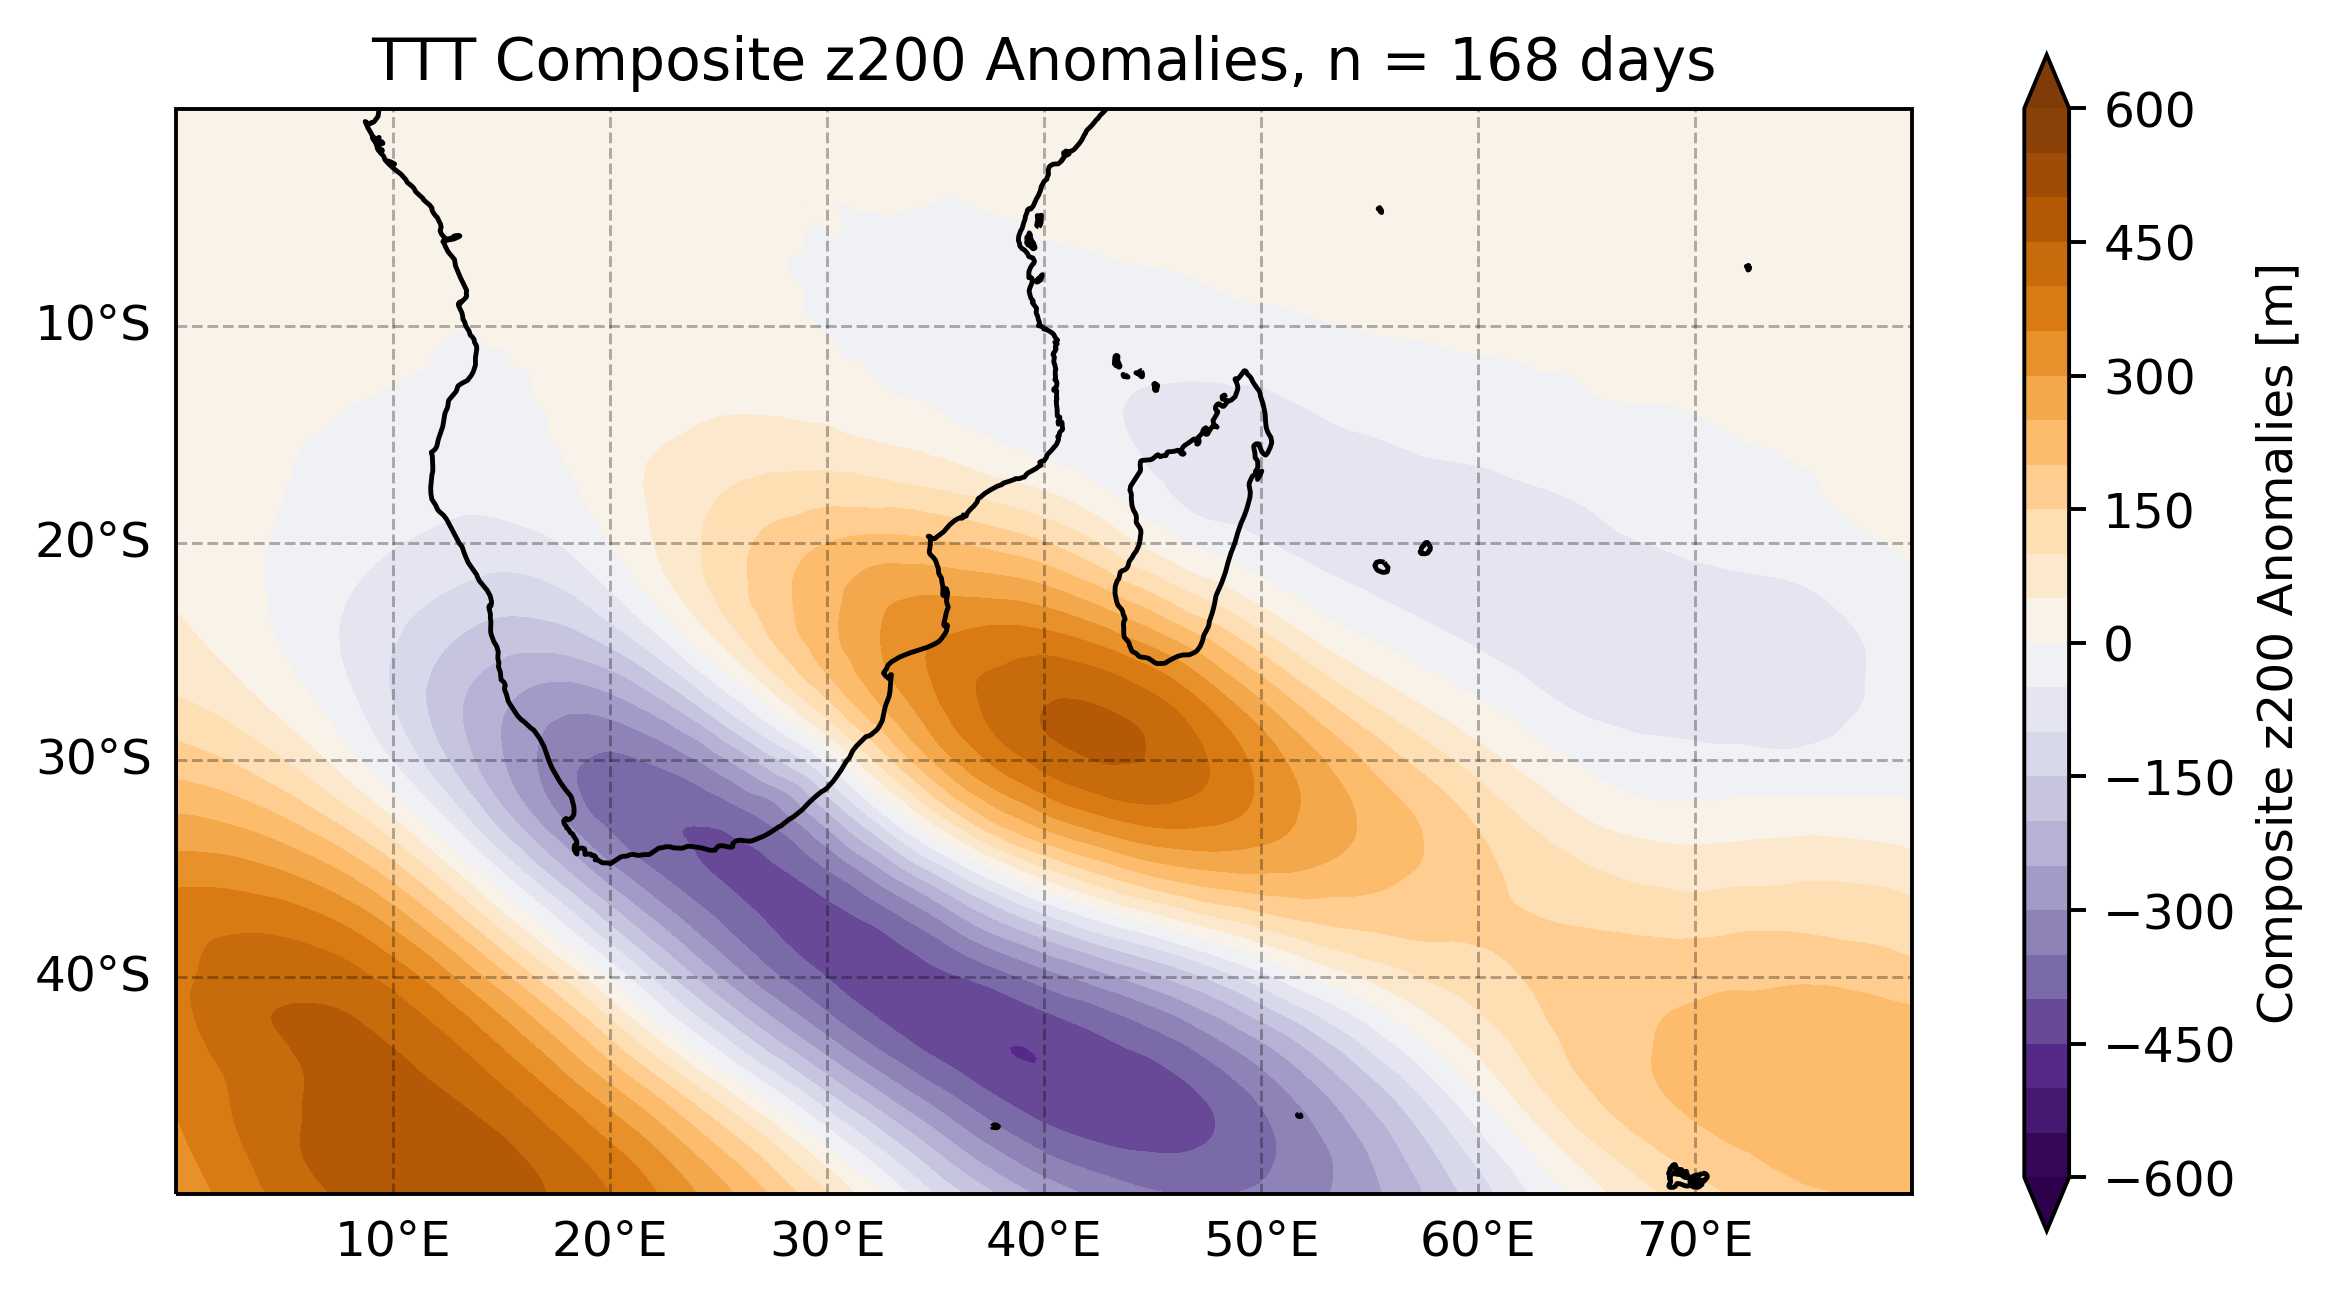 TTT Composite z200 Anomalies, n = 168 days
10°S
20°S
30°S
40°S
10°E
20°E
30°E
40°E
50°E
60°E
70°E
600
450
300
150
0
−150
−300
−450
−600
Composite z200 Anomalies [m]